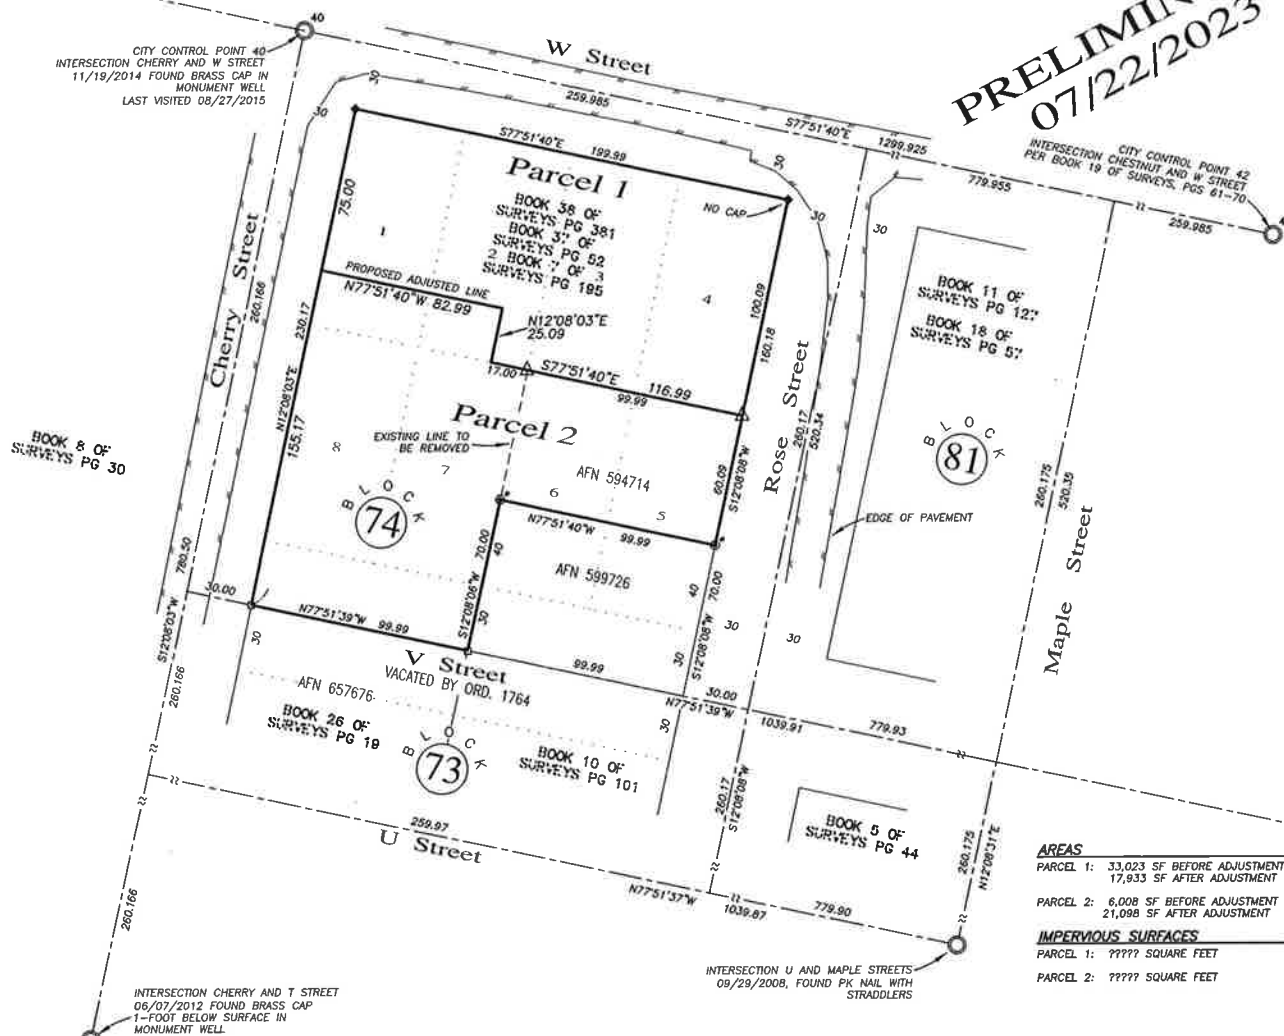 PRELIMIN
07/22/2023
40
CITY CONTROL POINT 40
INTERSECTION CHERRY AND W STREET
11/19/2014 FOUND BRASS CAP IN
MONUMENT WELL
LAST VISITED 08/27/2015
W Street
259.985
S77°51'40"E
1299.925
779.955
259.985
CITY CONTROL POINT 42
INTERSECTION CHESTNUT AND W STREET
PER BOOK 19 OF SURVEYS, PGS 61-70
30
30
30
30
30
S77°51'40"E
199.99
Parcel 1
BOOK 38 OF
SURVEYS PG 381
BOOK 37 OF
SURVEYS PG 52
2 BOOK 7 OF 3
SURVEYS PG 195
NO CAP
75.00
1
4
PROPOSED ADJUSTED LINE
N77°51'40"W 82.99
N12°08'03"E
25.09
17.00
S77°51'40"E
116.99
99.99
100.09
160.18
Cherry Street
260.166
230.17
N12°08'03"E
155.17
Parcel 2
EXISTING LINE TO
BE REMOVED
8
7
6
5
AFN 594714
N77°51'40"W
99.99
60.09
S12°08'08"W
Rose Street
260.17
520.34
BOOK 11 OF
SURVEYS PG 127
BOOK 18 OF
SURVEYS PG 57
BLOCK
81
EDGE OF PAVEMENT
260.175
520.35
Maple Street
BOOK 8 OF
SURVEYS PG 30
BLOCK
74
AFN 599726
70.00
40
S12°08'06"W
30
40
70.00
S12°08'08"W
30
30
30
780.50
S12°08'03"W
260.166
30.00
30
N77°51'39"W 99.99
V Street
VACATED BY ORD. 1764
99.99
30.00
N77°51'39"W
1039.91
779.93
30
AFN 657676
BOOK 26 OF
SURVEYS PG 19
BLOCK
73
BOOK 10 OF
SURVEYS PG 101
260.17
S12°08'08"W
BOOK 5 OF
SURVEYS PG 44
260.175
N12°08'31"E
259.97
U Street
N77°51'37"W
1039.87
779.90
260.166
INTERSECTION U AND MAPLE STREETS
09/29/2008, FOUND PK NAIL WITH
STRADDLERS
INTERSECTION CHERRY AND T STREET
06/07/2012 FOUND BRASS CAP
1-FOOT BELOW SURFACE IN
MONUMENT WELL
AREAS
PARCEL 1: 33,023 SF BEFORE ADJUSTMENT
17,933 SF AFTER ADJUSTMENT
PARCEL 2: 6,008 SF BEFORE ADJUSTMENT
21,098 SF AFTER ADJUSTMENT
IMPERVIOUS SURFACES
PARCEL 1: ????? SQUARE FEET
PARCEL 2: ????? SQUARE FEET